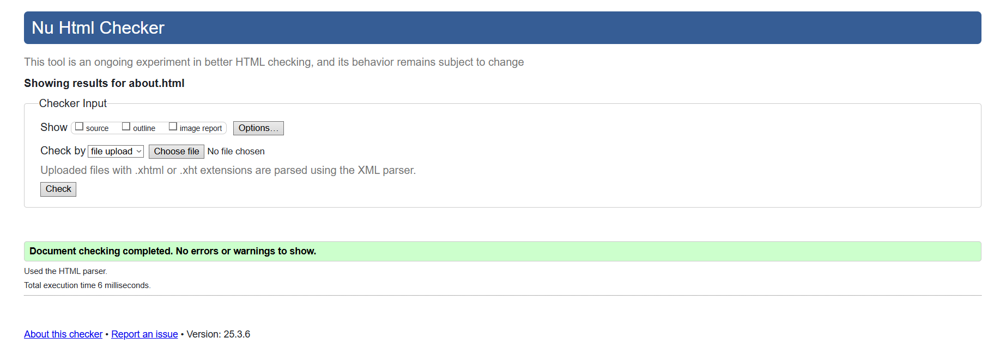 Nu Html Checker
This tool is an ongoing experiment in better HTML checking, and its behavior remains subject to change
Showing results for about.html
Checker Input
Show source outline image report Options...
Check by file upload Choose file No file chosen
Uploaded files with .xhtml or .xht extensions are parsed using the XML parser.
Check
Document checking completed. No errors or warnings to show.
Used the HTML parser.
Total execution time 6 milliseconds.
About this checker • Report an issue • Version: 25.3.6